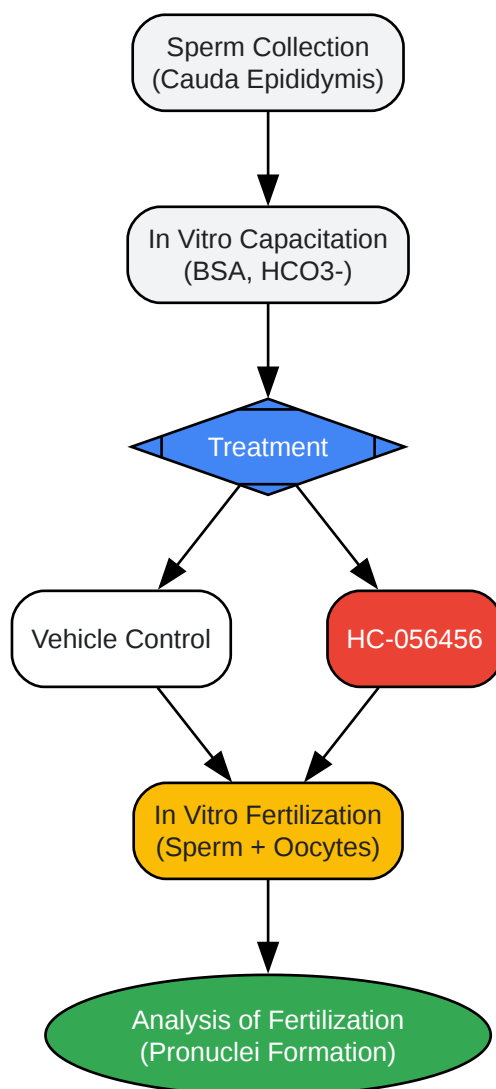 Sperm Collection
(Cauda Epididymis)
In Vitro Capacitation
(BSA, HCO3-)
Treatment
Vehicle Control
HC-056456
In Vitro Fertilization
(Sperm + Oocytes)
Analysis of Fertilization
(Pronuclei Formation)